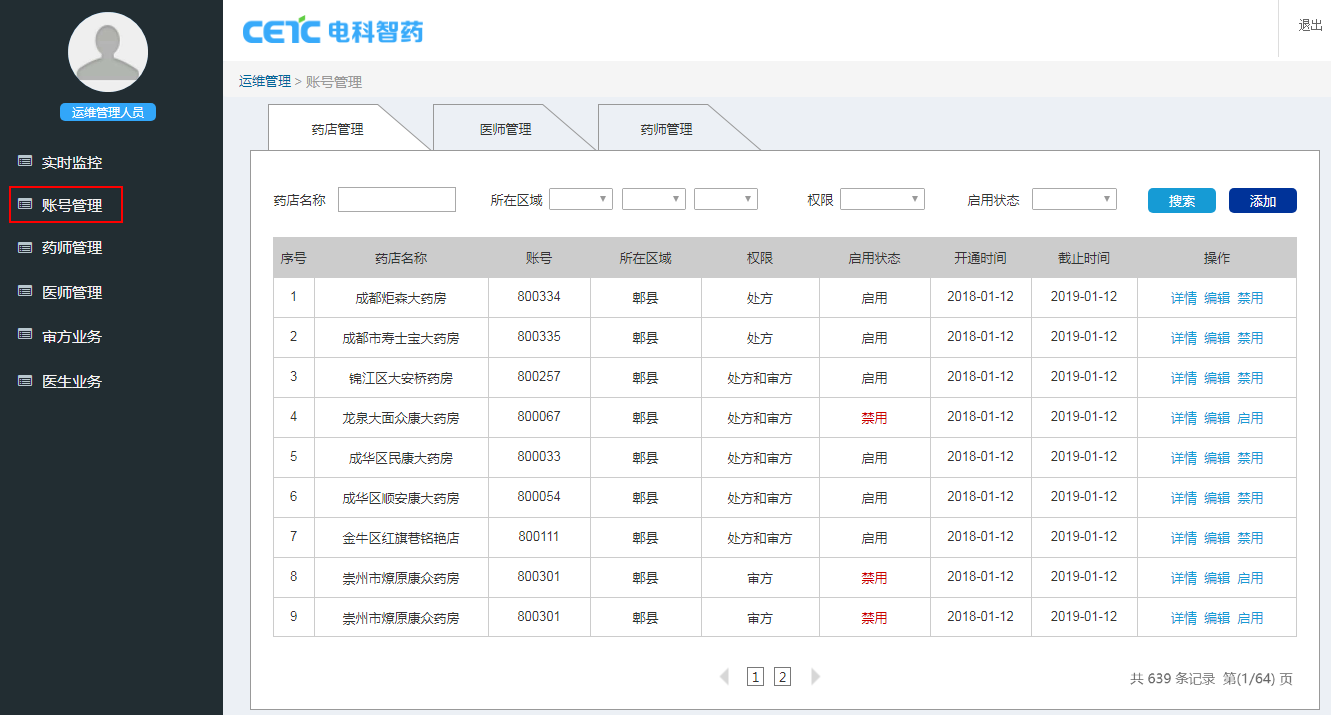 CETC 电科智药
退出
运维管理人员
实时监控
账号管理
药师管理
医师管理
审方业务
医生业务
运维管理 > 账号管理
药店管理 医师管理 药师管理
药店名称 所在区域 权限 启用状态 搜索 添加
序号 药店名称 账号 所在区域 权限 启用状态 开通时间 截止时间 操作
1 成都炬森大药房 800334 郫县 处方 启用 2018-01-12 2019-01-12 详情 编辑 禁用
2 成都市寿士宝大药房 800335 郫县 处方 启用 2018-01-12 2019-01-12 详情 编辑 禁用
3 锦江区大安桥药房 800257 郫县 处方和审方 启用 2018-01-12 2019-01-12 详情 编辑 禁用
4 龙泉大面众康大药房 800067 郫县 处方和审方 禁用 2018-01-12 2019-01-12 详情 编辑 启用
5 成华区民康大药房 800033 郫县 处方和审方 启用 2018-01-12 2019-01-12 详情 编辑 禁用
6 成华区顺安康大药房 800054 郫县 处方和审方 启用 2018-01-12 2019-01-12 详情 编辑 禁用
7 金牛区红旗巷铭艳店 800111 郫县 处方和审方 启用 2018-01-12 2019-01-12 详情 编辑 禁用
8 崇州市燎原康众药房 800301 郫县 审方 禁用 2018-01-12 2019-01-12 详情 编辑 启用
9 崇州市燎原康众药房 800301 郫县 审方 禁用 2018-01-12 2019-01-12 详情 编辑 启用
1 2
共 639 条记录 第(1/64) 页